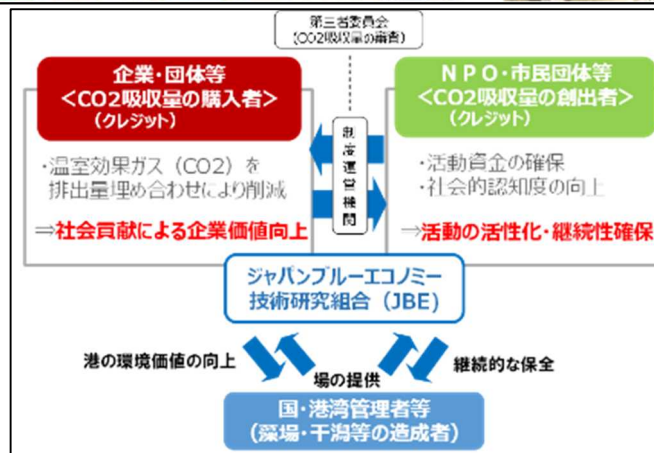 第三者委員会
(CO2吸収量の審査)
企業・団体等
<CO2吸収量の購入者>
(クレジット)
・温室効果ガス(CO2)を
排出量埋め合わせにより削減
⇒社会貢献による企業価値向上
制度運営機関
NPO・市民団体等
<CO2吸収量の創出者>
(クレジット)
・活動資金の確保
・社会的認知度の向上
⇒活動の活性化・継続性確保
ジャパンブルーエコノミー
技術研究組合(JBE)
港の環境価値の向上
場の提供
継続的な保全
国・港湾管理者等
(藻場・干潟等の造成者)